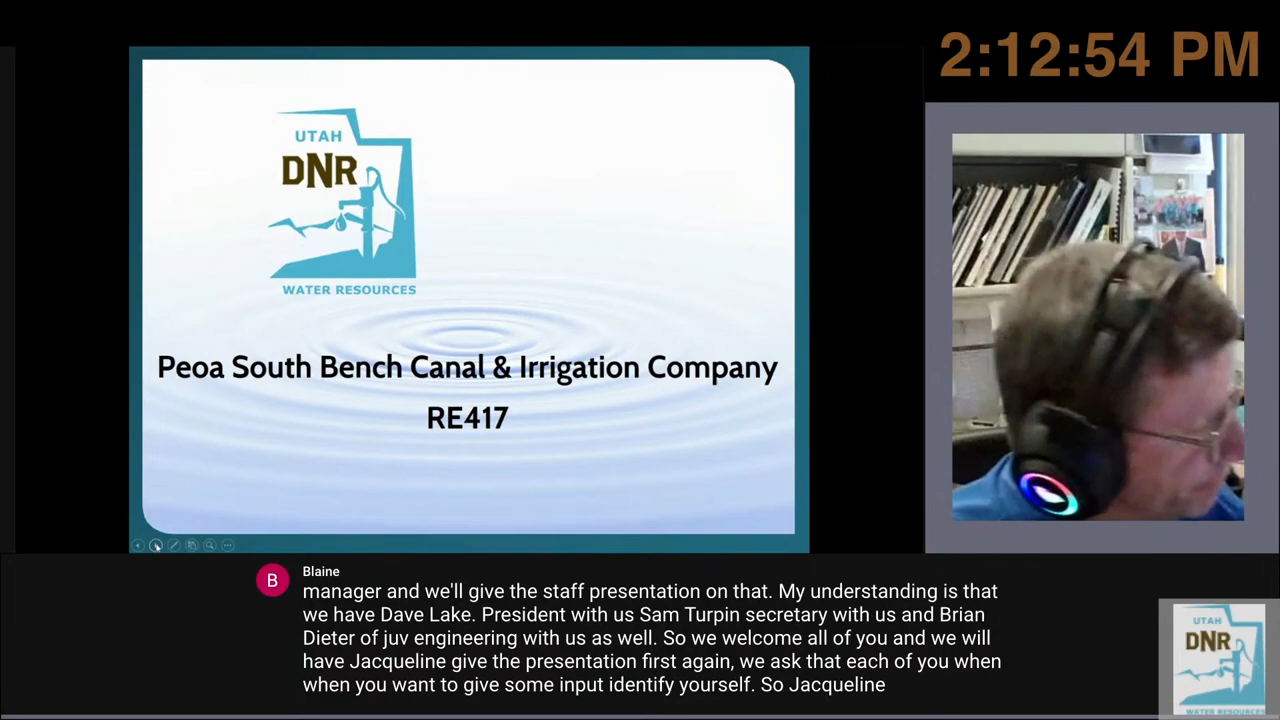 2:12:54 PM
UTAH
DNR
WATER RESOURCES
Peoa South Bench Canal & Irrigation Company
RE417
B
Blaine
manager and we'll give the staff presentation on that. My understanding is that
we have Dave Lake. President with us Sam Turpin secretary with us and Brian
Dieter of juv engineering with us as well. So we welcome all of you and we will
have Jacqueline give the presentation first again, we ask that each of you when
when you want to give some input identify yourself. So Jacqueline
UTAH
DNR
WATER RESOURCES